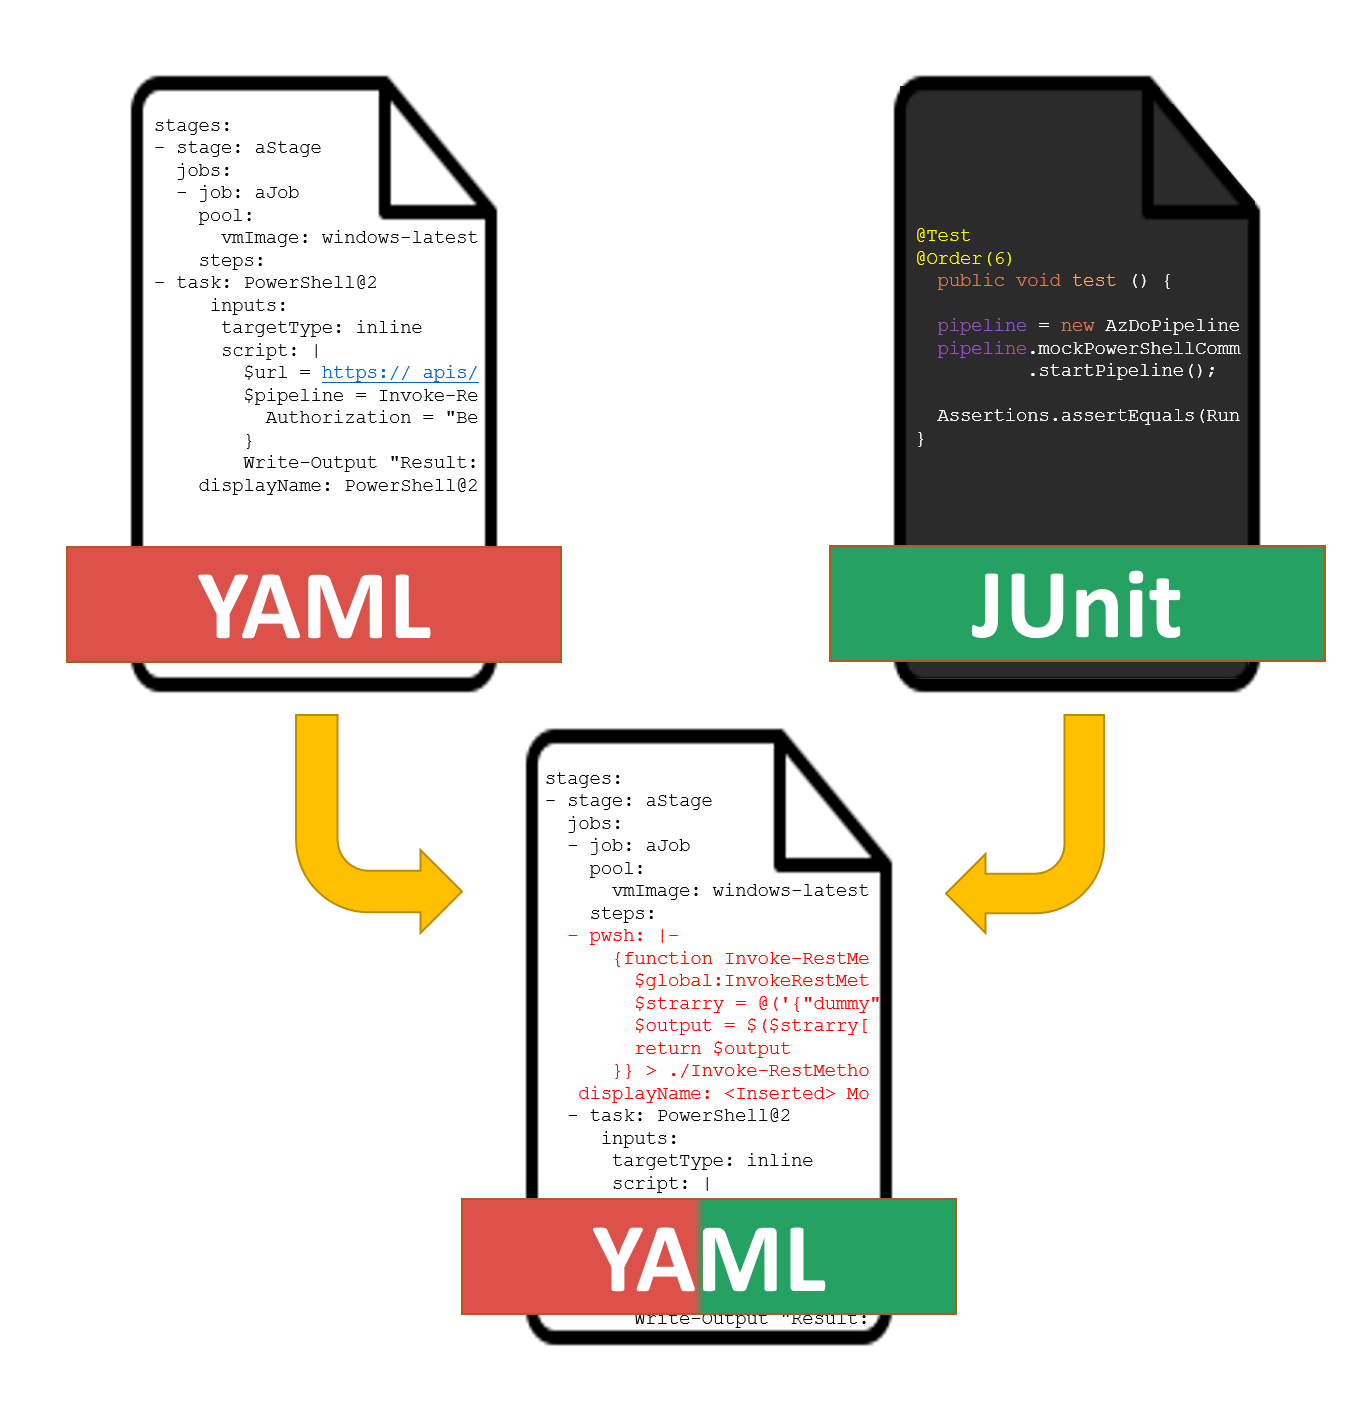 stages:
- stage: aStage
  jobs:
  - job: aJob
    pool:
      vmImage: windows-latest
    steps:
- task: PowerShell@2
     inputs:
      targetType: inline
      script: |
        $url = https:// apis/
        $pipeline = Invoke-Re
          Authorization = "Be
        }
        Write-Output "Result:
    displayName: PowerShell@2
YAML
@Test
@Order(6)
  public void test () {
  pipeline = new AzDoPipeline
  pipeline.mockPowerShellComm
          .startPipeline();
  Assertions.assertEquals(Run
}
JUnit
stages:
- stage: aStage
  jobs:
  - job: aJob
    pool:
      vmImage: windows-latest
    steps:
  - pwsh: |-
      {function Invoke-RestMe
        $global:InvokeRestMet
        $strarry = @('{"dummy"
        $output = $($strarry[
        return $output
      }} > ./Invoke-RestMetho
   displayName: <Inserted> Mo
  - task: PowerShell@2
     inputs:
      targetType: inline
      script: |
YAML
        Write-Output "Result: